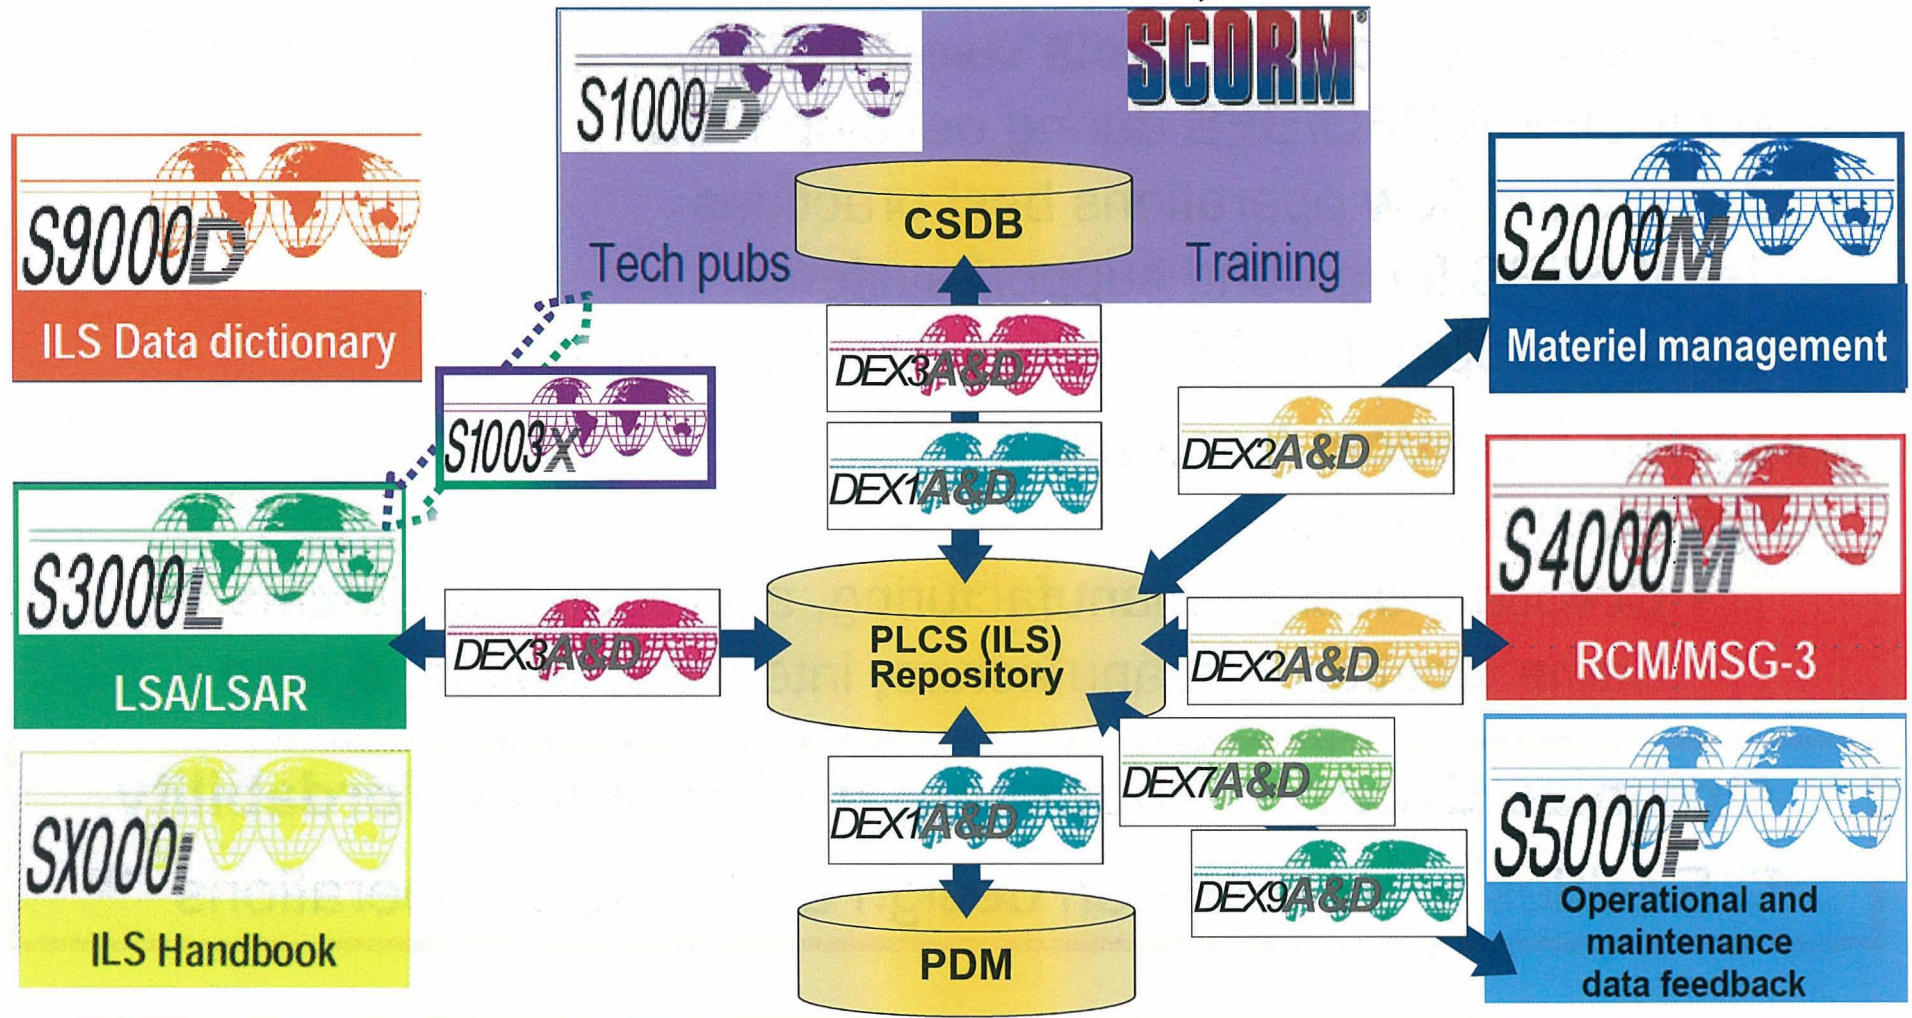 S1000D
SCORM®
CSDB
Tech pubs
Training
S9000D
ILS Data dictionary
S2000M
Materiel management
DEX3A&D
S1003X
DEX1A&D
DEX2A&D
S3000L
LSA/LSAR
S4000M
RCM/MSG-3
DEX3A&D
PLCS (ILS)
Repository
DEX2A&D
SX000i
ILS Handbook
DEX1A&D
DEX7A&D
DEX9A&D
S5000F
Operational and
maintenance
data feedback
PDM